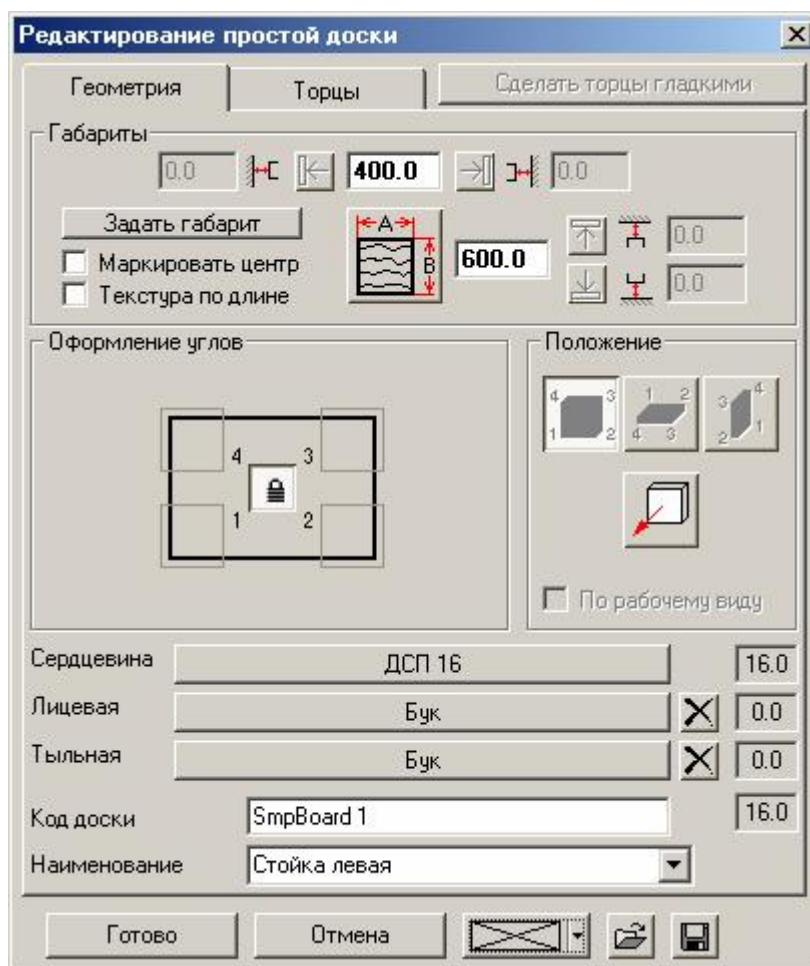 Редактирование простой доски
Геометрия Торцы Сделать торцы гладкими
Габариты
0.0 400.0 0.0
Задать габарит
A
B
600.0
0.0
Маркировать центр
Текстура по длине
0.0
Оформление углов
Положение
4 3
1 2
4 3
1 2
1 2
4 3
4
3
1
2
По рабочему виду
Сердцевина ДСП 16 16.0
Лицевая Бук 0.0
Тыльная Бук 0.0
Код доски SmpBoard 1 16.0
Наименование Стойка левая
Готово Отмена